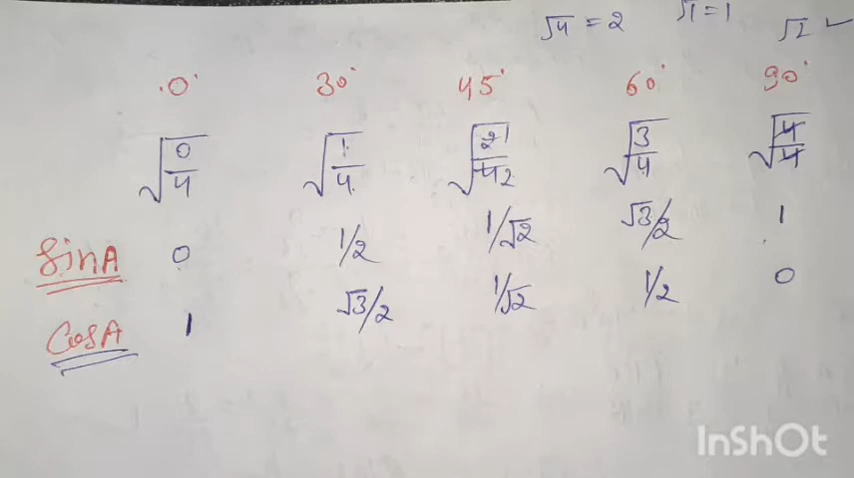 √4 = 2 √1 = 1 √2
0° 30° 45° 60° 90°
√0/4 √1/4 √2/4 1 2 √3/4 √4/4
SinA 0 1/2 1/√2 √3/2 1
CosA 1 √3/2 1/√2 1/2 0
InShOt